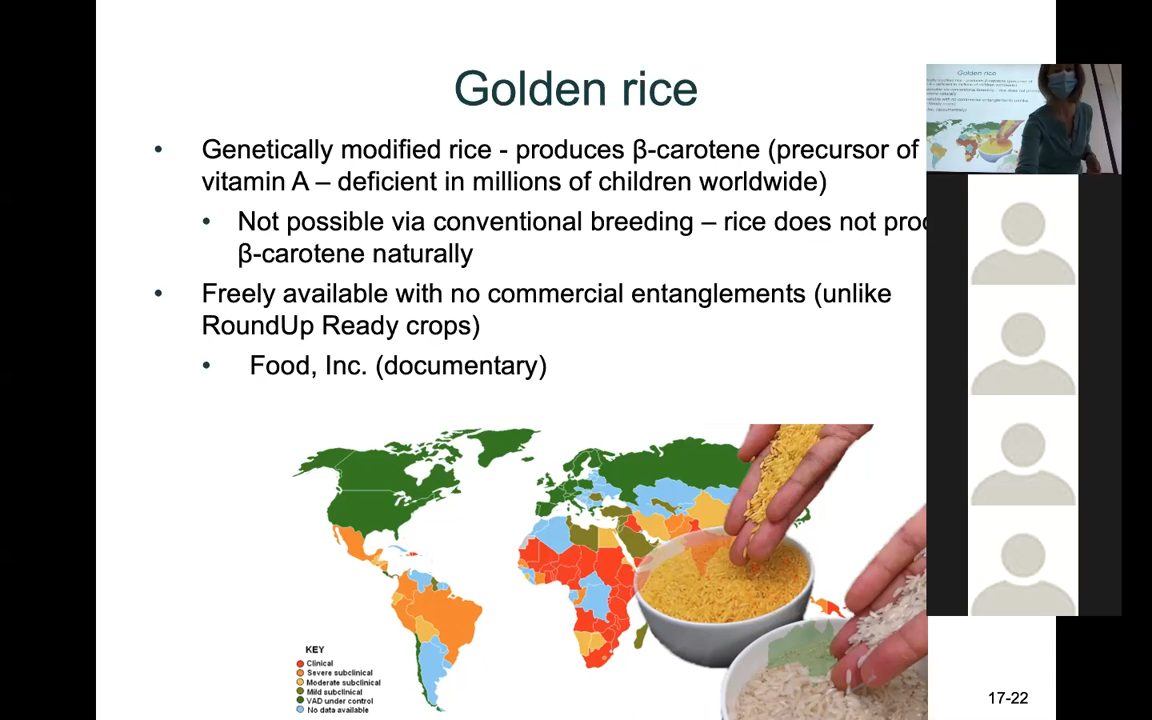 Golden rice
• Genetically modified rice - produces β-carotene (precursor of
vitamin A – deficient in millions of children worldwide)
• Not possible via conventional breeding – rice does not
β-carotene naturally
• Freely available with no commercial entanglements (unlike
RoundUp Ready crops)
• Food, Inc. (documentary)
KEY
Clinical
Severe subclinical
Moderate subclinical
Mild subclinical
VAD under control
No data available
17-22
Golden rice